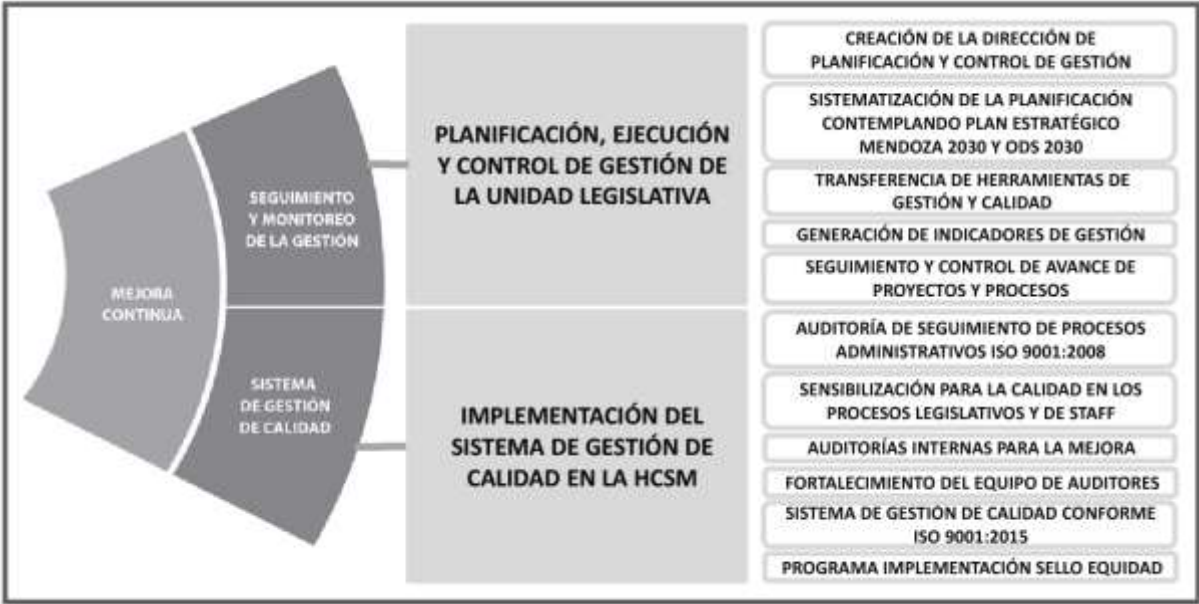 MEJORA
CONTINUA
SEGUIMIENTO
Y MONITOREO
DE LA GESTIÓN
SISTEMA
DE GESTIÓN
DE CALIDAD
PLANIFICACIÓN, EJECUCIÓN
Y CONTROL DE GESTIÓN DE
LA UNIDAD LEGISLATIVA
CREACIÓN DE LA DIRECCIÓN DE
PLANIFICACIÓN Y CONTROL DE GESTIÓN
SISTEMATIZACIÓN DE LA PLANIFICACIÓN
CONTEMPLANDO PLAN ESTRATÉGICO
MENDOZA 2030 Y ODS 2030
TRANSFERENCIA DE HERRAMIENTAS DE
GESTIÓN Y CALIDAD
GENERACIÓN DE INDICADORES DE GESTIÓN
SEGUIMIENTO Y CONTROL DE AVANCE DE
PROYECTOS Y PROCESOS
IMPLEMENTACIÓN DEL
SISTEMA DE GESTIÓN DE
CALIDAD EN LA HCSM
AUDITORÍA DE SEGUIMIENTO DE PROCESOS
ADMINISTRATIVOS ISO 9001:2008
SENSIBILIZACIÓN PARA LA CALIDAD EN LOS
PROCESOS LEGISLATIVOS Y DE STAFF
AUDITORÍAS INTERNAS PARA LA MEJORA
FORTALECIMIENTO DEL EQUIPO DE AUDITORES
SISTEMA DE GESTIÓN DE CALIDAD CONFORME
ISO 9001:2015
PROGRAMA IMPLEMENTACIÓN SELLO EQUIDAD